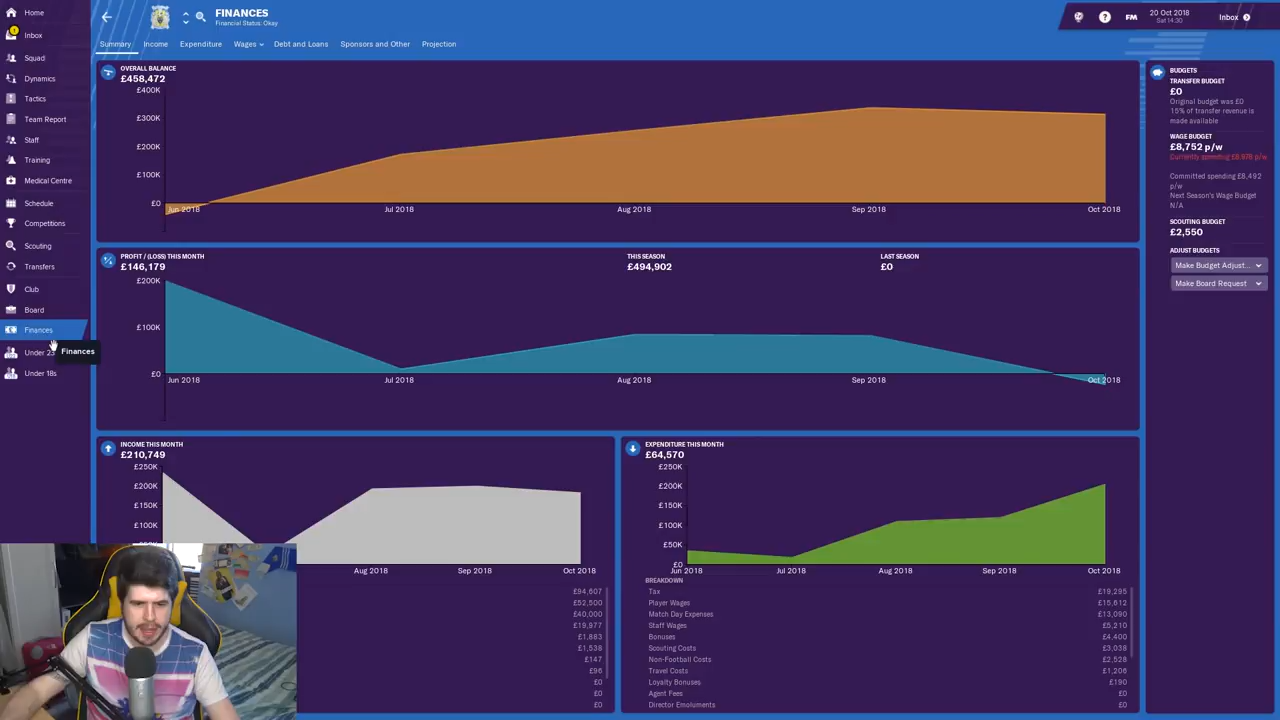 Home
Inbox
Squad
Dynamics
Tactics
Team Report
Staff
Training
Medical Centre
Schedule
Competitions
Scouting
Transfers
Club
Board
Finances
Under 23
Finances
Under 18s
FINANCES
Financial Status: Okay
20 Oct 2018
Sat 14:30
FM
Inbox
Summary
Income
Expenditure
Wages
Debt and Loans
Sponsors and Other
Projection
OVERALL BALANCE
£458,472
£400K
£300K
£200K
£100K
£0
Jun 2018
Jul 2018
Aug 2018
Sep 2018
Oct 2018
PROFIT / (LOSS) THIS MONTH
£146,179
THIS SEASON
£494,902
LAST SEASON
£0
£200K
£100K
£0
Jun 2018
Jul 2018
Aug 2018
Sep 2018
Oct 2018
INCOME THIS MONTH
£210,749
£250K
£200K
£150K
£100K
Aug 2018
Sep 2018
Oct 2018
£94,607
£52,500
£40,000
£19,977
£1,883
£1,538
£147
£96
£0
£0
£0
EXPENDITURE THIS MONTH
£64,570
£250K
£200K
£150K
£100K
£50K
£0
Jun 2018
Jul 2018
Aug 2018
Sep 2018
Oct 2018
BREAKDOWN
Tax £19,295
Player Wages £15,612
Match Day Expenses £13,090
Staff Wages £5,210
Bonuses £4,400
Scouting Costs £3,038
Non-Football Costs £2,528
Travel Costs £1,206
Loyalty Bonuses £190
Agent Fees £0
Director Emoluments £0
BUDGETS
TRANSFER BUDGET
£0
Original budget was £0
15% of transfer revenue is
made available
WAGE BUDGET
£8,752 p/w
Currently spending £8,978 p/w
Committed spending £8,492
p/w
Next Season's Wage Budget
N/A
SCOUTING BUDGET
£2,550
ADJUST BUDGETS
Make Budget Adjust...
Make Board Request